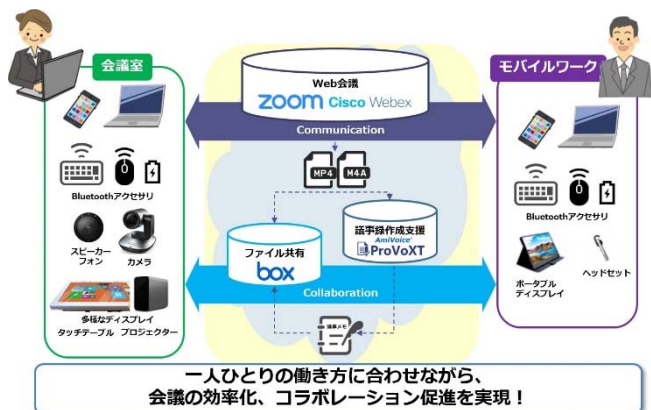 会議室
Bluetoothアクセサリ
スピーカー
フォン
カメラ
多様なディスプレイ
タッチテーブル プロジェクター
Web会議
zoom Cisco Webex
Communication
MP4
M4A
ファイル共有
box
議事録作成支援
AmiVoice
ProVoXT
Collaboration
議事メモ
モバイルワーク
Bluetoothアクセサリ
ポータブル
ディスプレイ
ヘッドセット
一人ひとりの働き方に合わせながら、
会議の効率化、コラボレーション促進を実現！